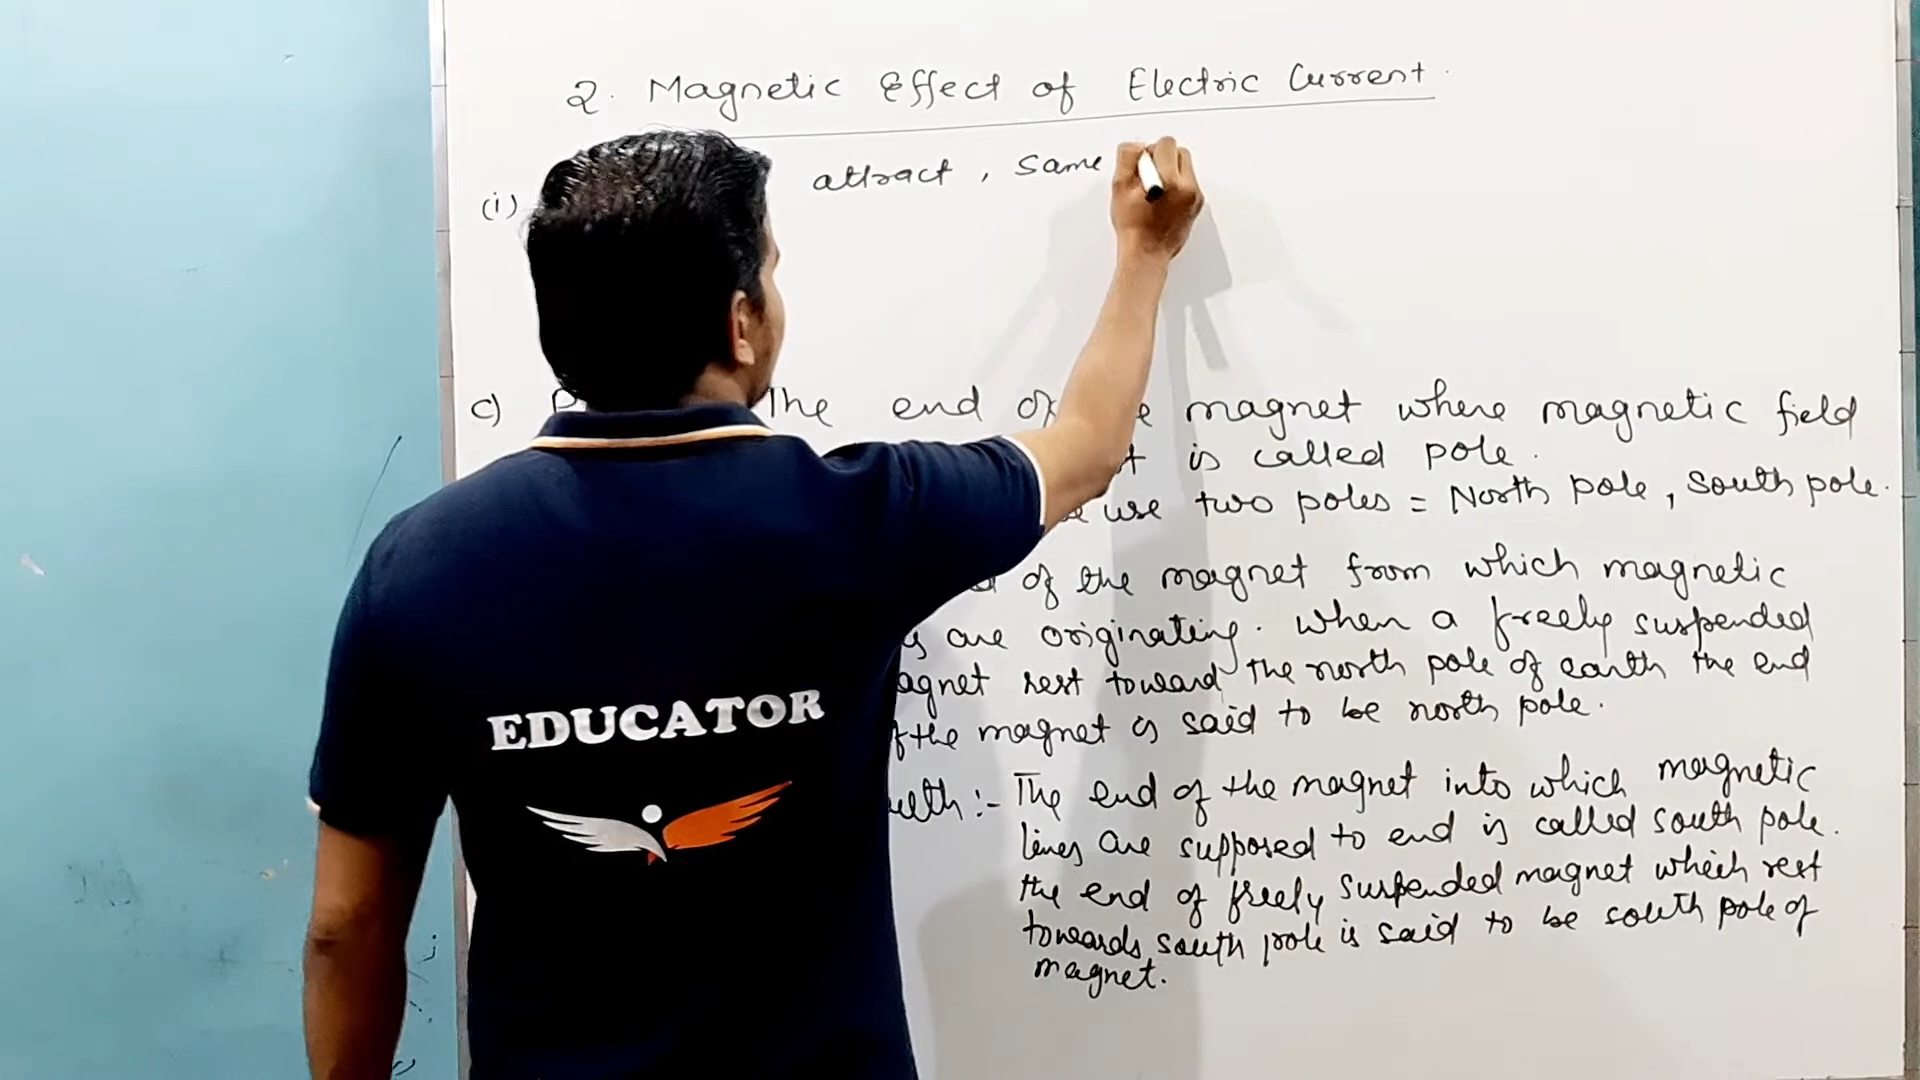 2. Magnetic Effect of Electric Current.
(i) attract, same
c) The end of magnet where magnetic field
is called pole.
use two poles = North pole, South pole.
of the magnet from which magnetic
are originating. When a freely suspended
rest toward the north pole of earth the end
of the magnet is said to be north pole.
:- The end of the magnet into which magnetic
lines are supposed to end is called south pole.
the end of freely suspended magnet which rest
towards south pole is said to be south pole of
magnet.
EDUCATOR